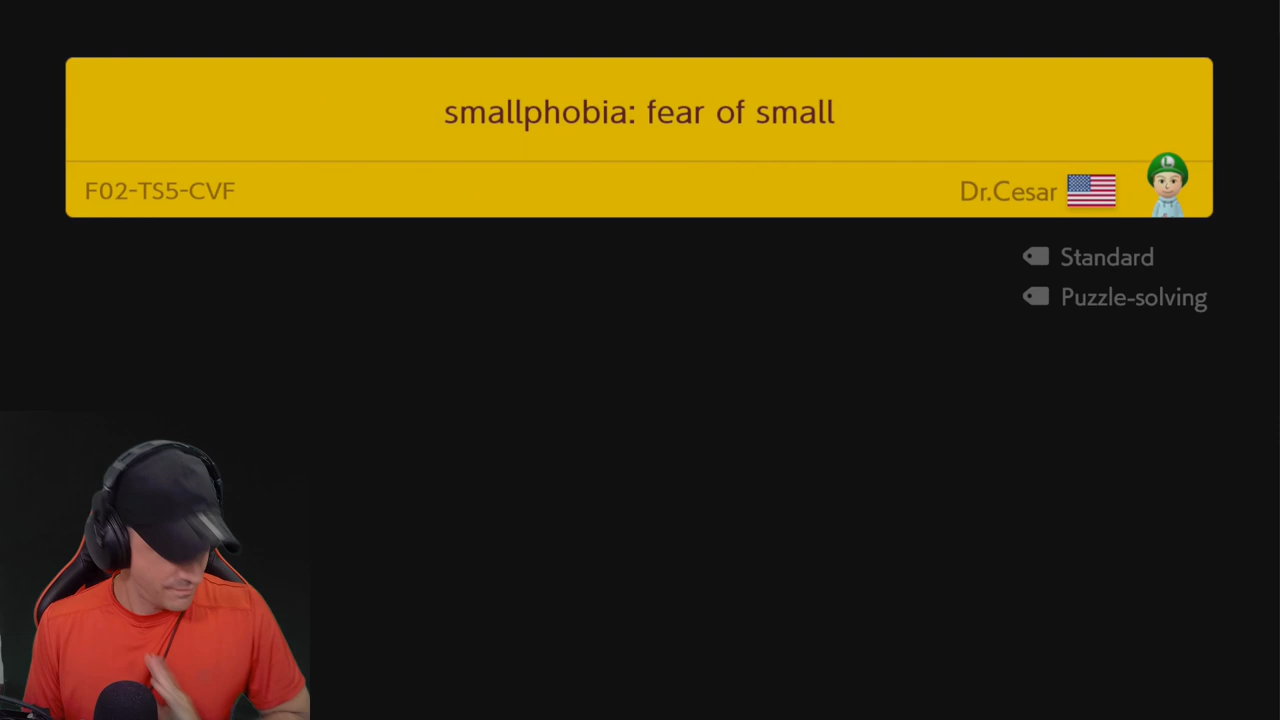 smallphobia: fear of small
F02-TS5-CVF
Dr.Cesar
Standard
Puzzle-solving